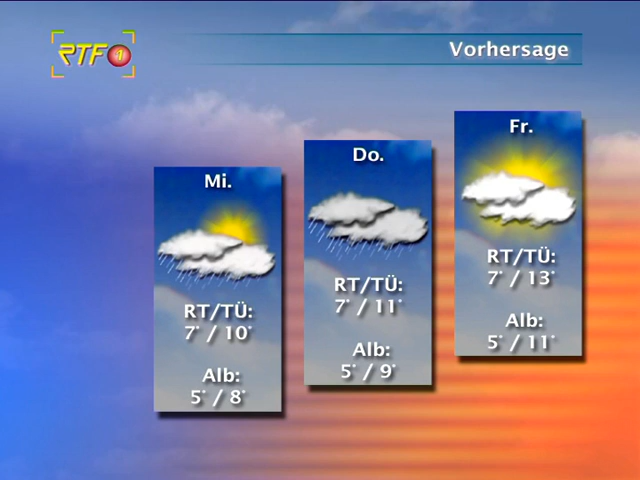 RTF 1
Vorhersage
Mi.
RT/TÜ:
7° / 10°
Alb:
5° / 8°
Do.
RT/TÜ:
7° / 11°
Alb:
5° / 9°
Fr.
RT/TÜ:
7° / 13°
Alb:
5° / 11°